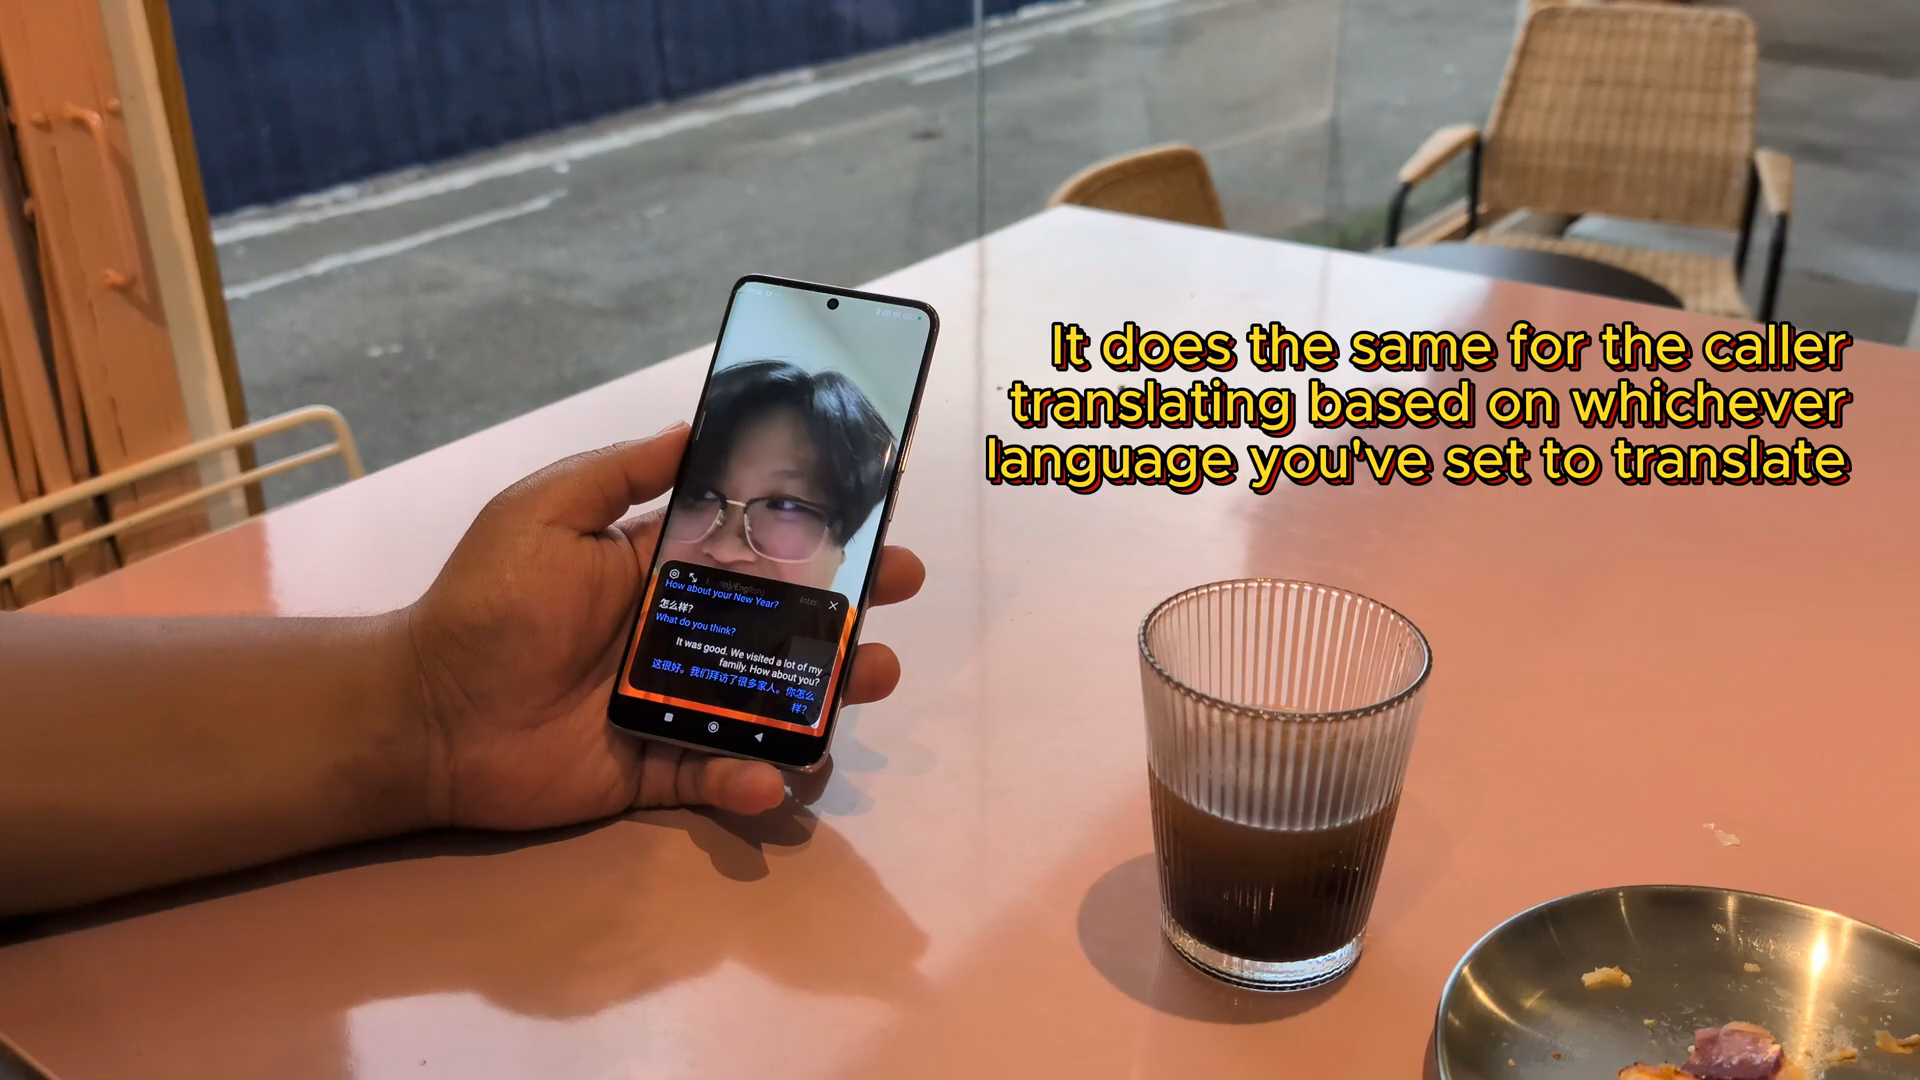 It does the same for the caller
translating based on whichever
language you've set to translate
How about your New Year?
怎么样?
What do you think?
It was good. We visited a lot of my
family. How about you?
这很好。我们拜访了很多家人。你怎么
样?